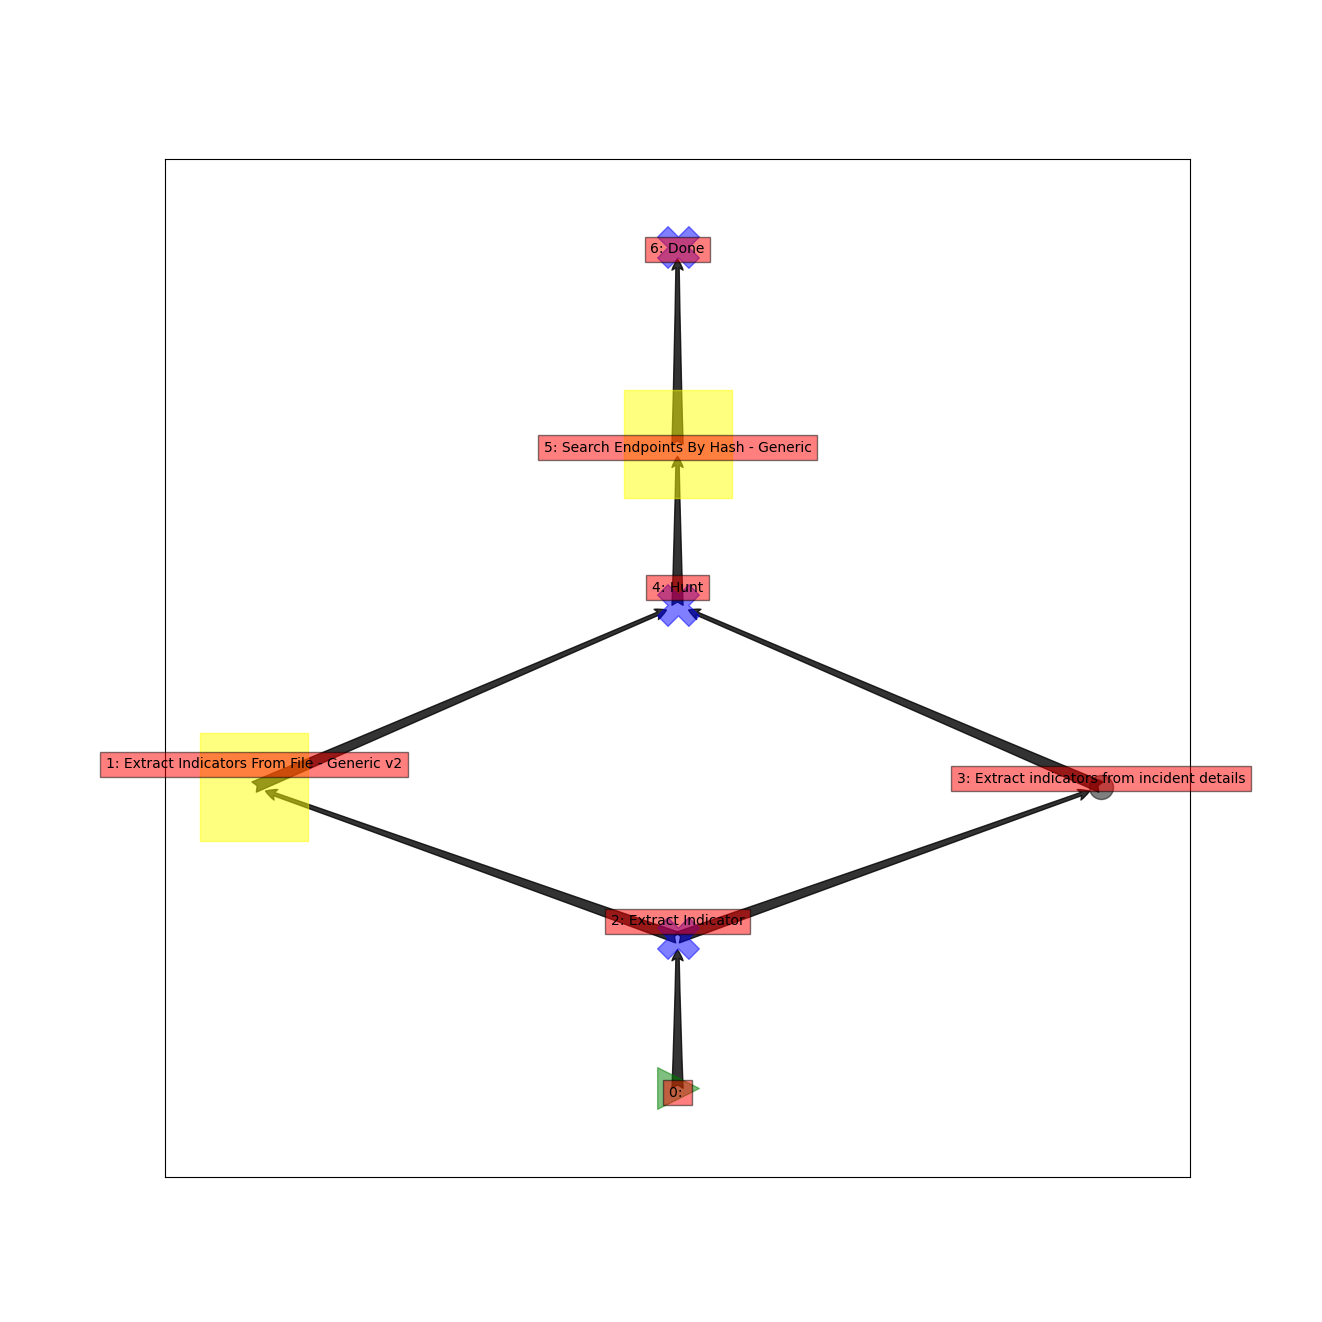 6: Done
5: Search Endpoints By Hash - Generic
4: Hunt
1: Extract Indicators From File - Generic v2
3: Extract indicators from incident details
2: Extract Indicator
0: